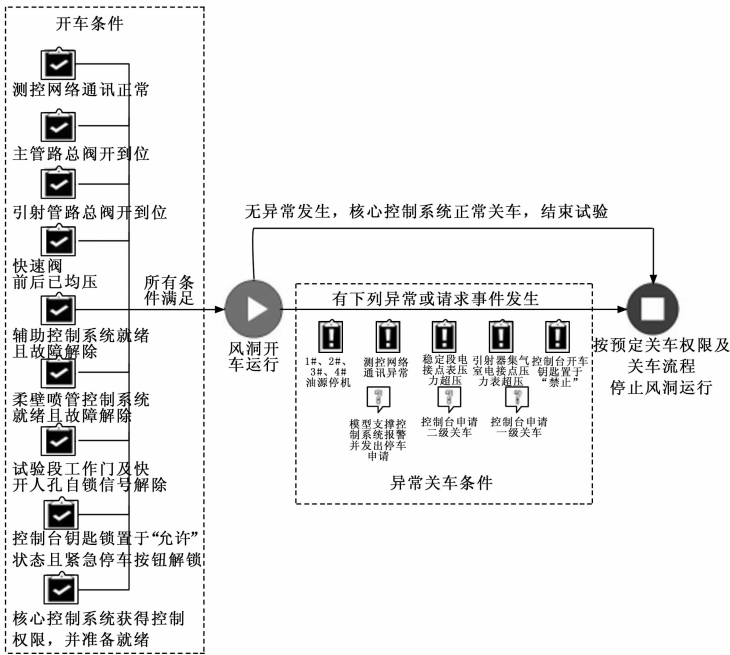 开车条件
测控网络通讯正常
主管路总阀开到位
引射管路总阀开到位
快速阀
前后已均压
辅助控制系统就绪
且故障解除
柔壁喷管控制系统
就绪且故障解除
试验段工作门及快
开人孔自锁信号解除
控制台钥匙锁置于“允许”
状态且紧急停车按钮解锁
核心控制系统获得控制
权限，并准备就绪
所有条
件满足
风洞开
车运行
无异常发生，核心控制系统正常关车，结束试验
有下列异常或请求事件发生
1#、2#、
3#、4#
油源停机
测控网络
通讯异常
稳定段电
接点表压
力超压
引射器集气
室电接点压
力表超压
控制台开车
钥匙置于
“禁止”
模型支撑控
制系统报警
并发出停车
申请
控制台申请
二级关车
控制台申请
一级关车
异常关车条件
按预定关车权限及
关车流程
停止风洞运行